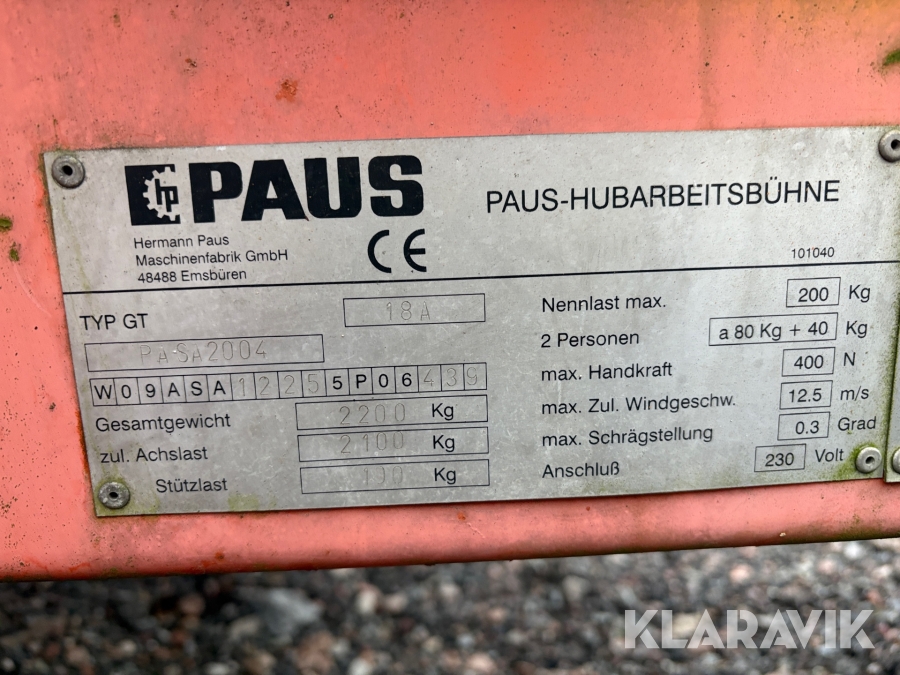 PAUS
PAUS-HUBARBEITSBÜHNE
Hermann Paus
Maschinenfabrik GmbH
48488 Emsbüren
CE
101040
TYP GT 18A
PASA2004
W09ASA12255P06439
Gesamtgewicht 2200 Kg
zul. Achslast 2100 Kg
Stützlast 190 Kg
Nennlast max. 200 Kg
2 Personen a 80 Kg + 40 Kg
max. Handkraft 400 N
max. Zul. Windgeschw. 12.5 m/s
max. Schrägstellung 0.3 Grad
Anschluß 230 Volt
KLARAVIK